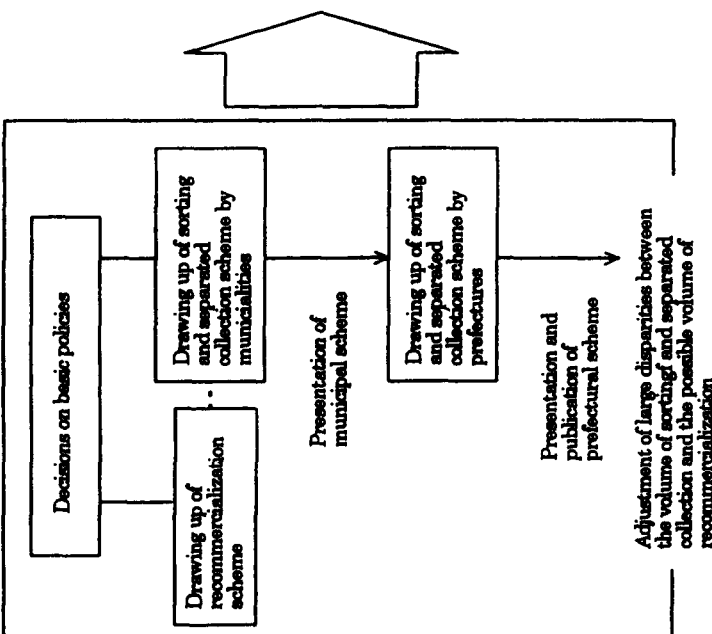 Decisions on basic policies
Drawing up of
recommercialization
scheme
Drawing up of sorting
and separated
collection scheme by
municialities
Presentation of
municipal scheme
Drawing up of sorting
and separated
collection scheme by
prefectures
Presentation and
publication of
prefectural scheme
Adjustment of large disparities between
the volume of sortingf and separated
collection and the possible volume of
recommercialization